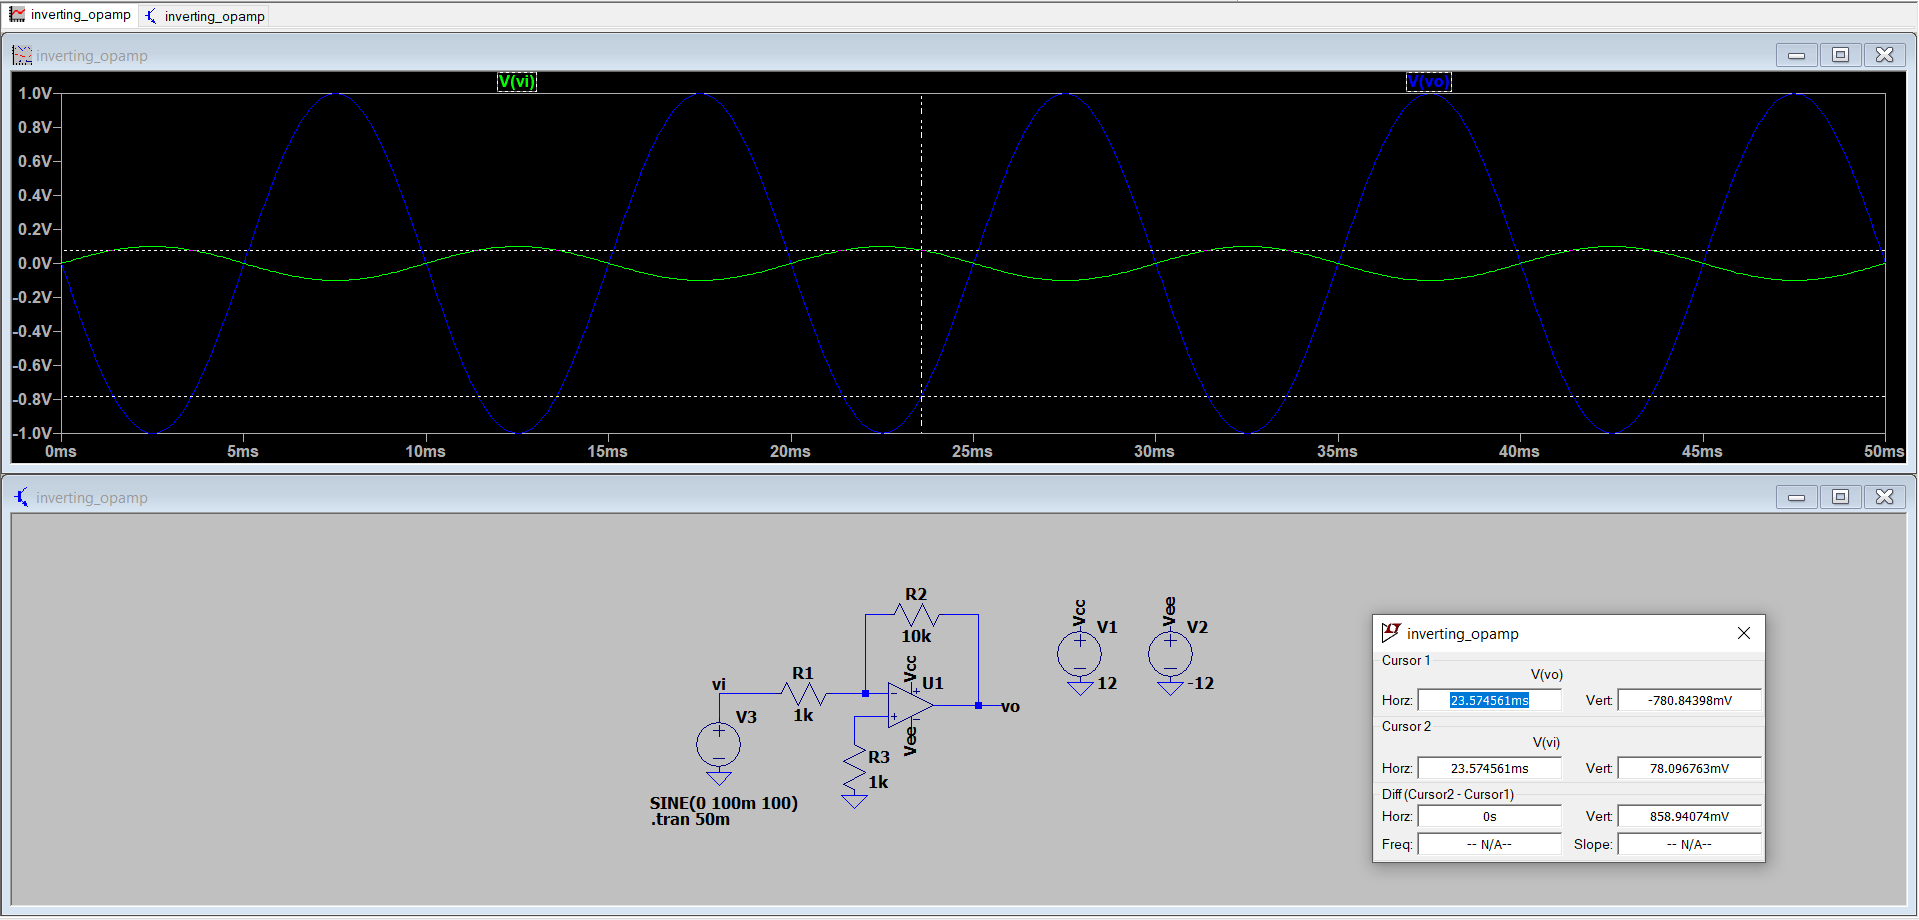 inverting_opamp
inverting_opamp
inverting_opamp
V(vi)
V(vo)
1.0V
0.8V
0.6V
0.4V
0.2V
0.0V
-0.2V
-0.4V
-0.6V
-0.8V
-1.0V
0ms 5ms 10ms 15ms 20ms 25ms 30ms 35ms 40ms 45ms 50ms
inverting_opamp
R2
10k
Vcc
U1
R1
1k
vi
V3
vo
Vee
R3
1k
SINE(0 100m 100)
.tran 50m
Vcc
V1
12
Vee
V2
-12
inverting_opamp
Cursor 1
V(vo)
Horz: 23.574561ms Vert: -780.84398mV
Cursor 2
V(vi)
Horz: 23.574561ms Vert: 78.096763mV
Diff (Cursor2 - Cursor1)
Horz: 0s Vert: 858.94074mV
Freq: -- N/A-- Slope: -- N/A--